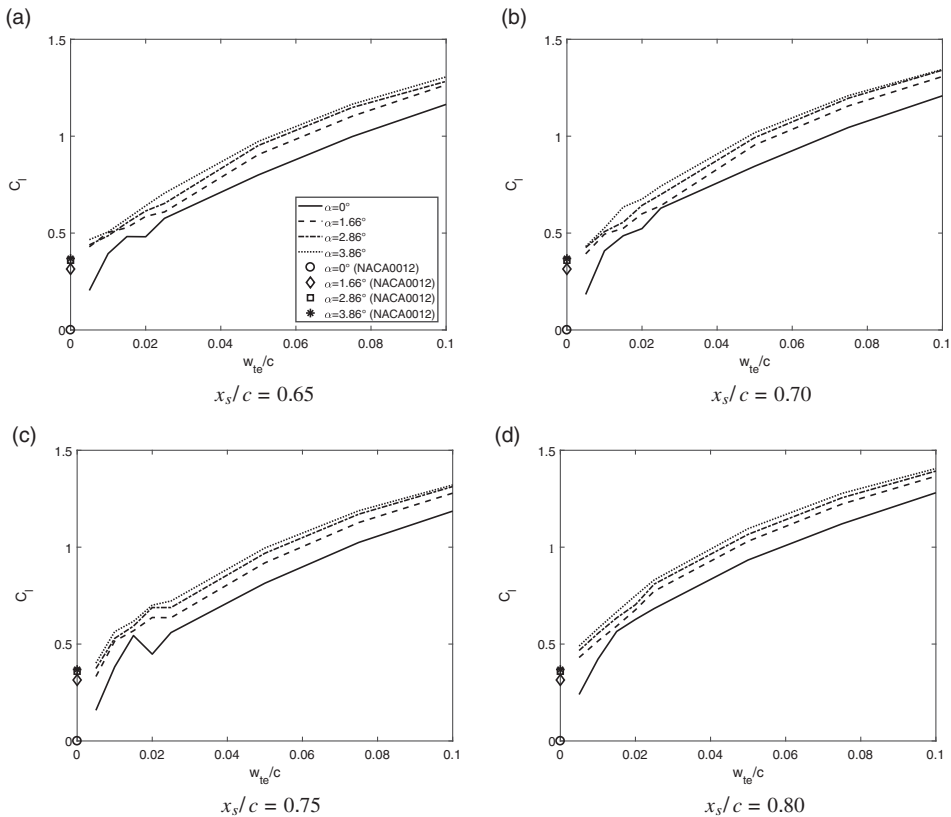 (a)
1.5
1
0.5
0
C_l
α=0°
α=1.66°
α=2.86°
α=3.86°
α=0° (NACA0012)
α=1.66° (NACA0012)
α=2.86° (NACA0012)
α=3.86° (NACA0012)
0 0.02 0.04 0.06 0.08 0.1
w_te/c
x_s/c = 0.65
(b)
1.5
1
0.5
0
C_l
0 0.02 0.04 0.06 0.08 0.1
w_te/c
x_s/c = 0.70
(c)
1.5
1
0.5
0
C_l
0 0.02 0.04 0.06 0.08 0.1
w_te/c
x_s/c = 0.75
(d)
1.5
1
0.5
0
C_l
0 0.02 0.04 0.06 0.08 0.1
w_te/c
x_s/c = 0.80